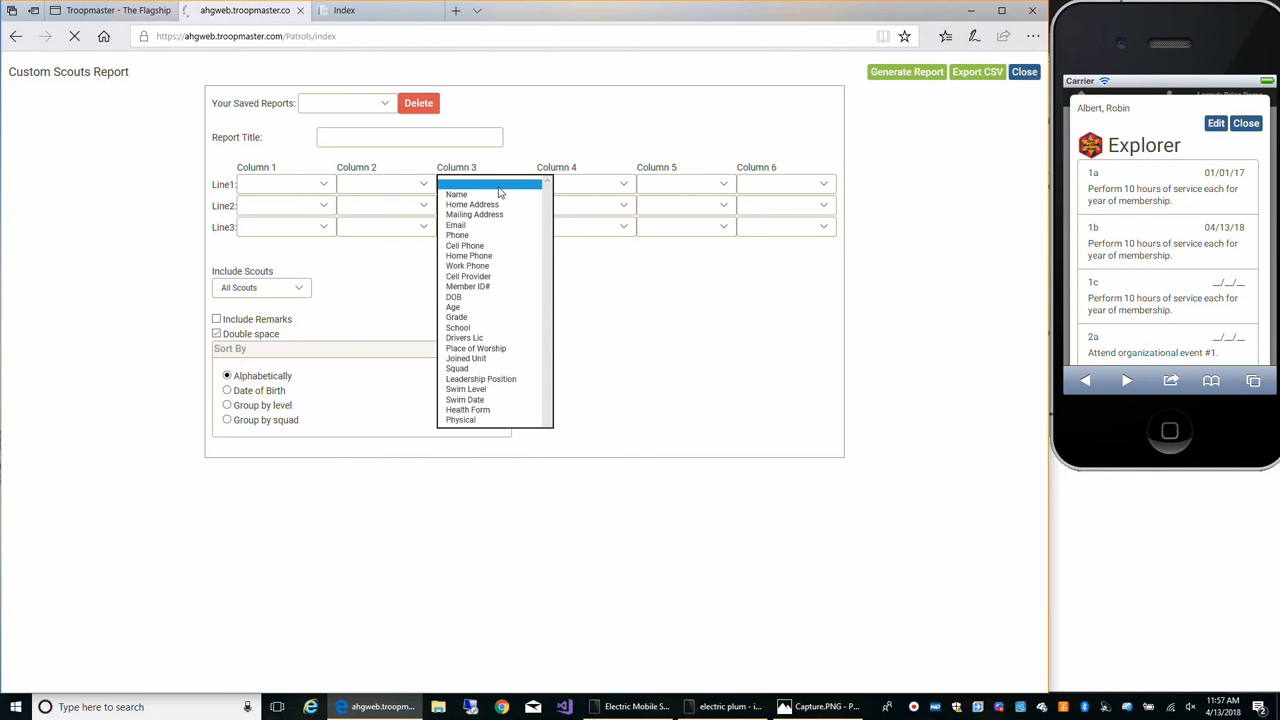 Troopmaster - The Flagship
ahgweb.troopmaster.co
Index
https://ahgweb.troopmaster.com/Patrols/index
Custom Scouts Report
Generate Report
Export CSV
Close
Your Saved Reports:
Delete
Report Title:
Column 1
Column 2
Column 3
Column 4
Column 5
Column 6
Line1:
Line2:
Line3:
Name
Home Address
Mailing Address
Email
Phone
Cell Phone
Home Phone
Work Phone
Cell Provider
Member ID#
DOB
Age
Grade
School
Drivers Lic
Place of Worship
Joined Unit
Squad
Leadership Position
Swim Level
Swim Date
Health Form
Physical
Include Scouts
All Scouts
Include Remarks
Double space
Sort By
Alphabetically
Date of Birth
Group by level
Group by squad
Carrier
Albert, Robin
Edit
Close
Explorer
1a 01/01/17
Perform 10 hours of service each for
year of membership.
1b 04/13/18
Perform 10 hours of service each for
year of membership.
1c __/__/__
Perform 10 hours of service each for
year of membership.
2a __/__/__
Attend organizational event #1.
Type here to search
ahgweb.troopm...
Electric Mobile S...
electric plum - i...
Capture.PNG - P...
11:57 AM
4/13/2018